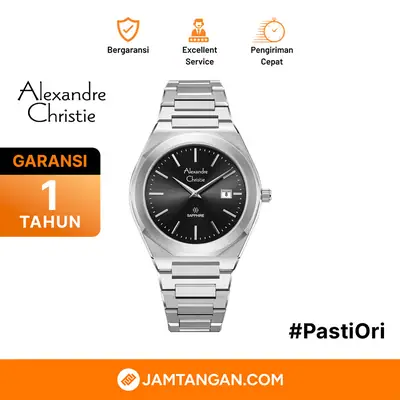 Bergaransi
Excellent
Service
Pengiriman
Cepat
Alexandre
Christie
GARANSI
1
TAHUN
Alexandre
Christie
SAPPHIRE
#PastiOri
JAMTANGAN.COM